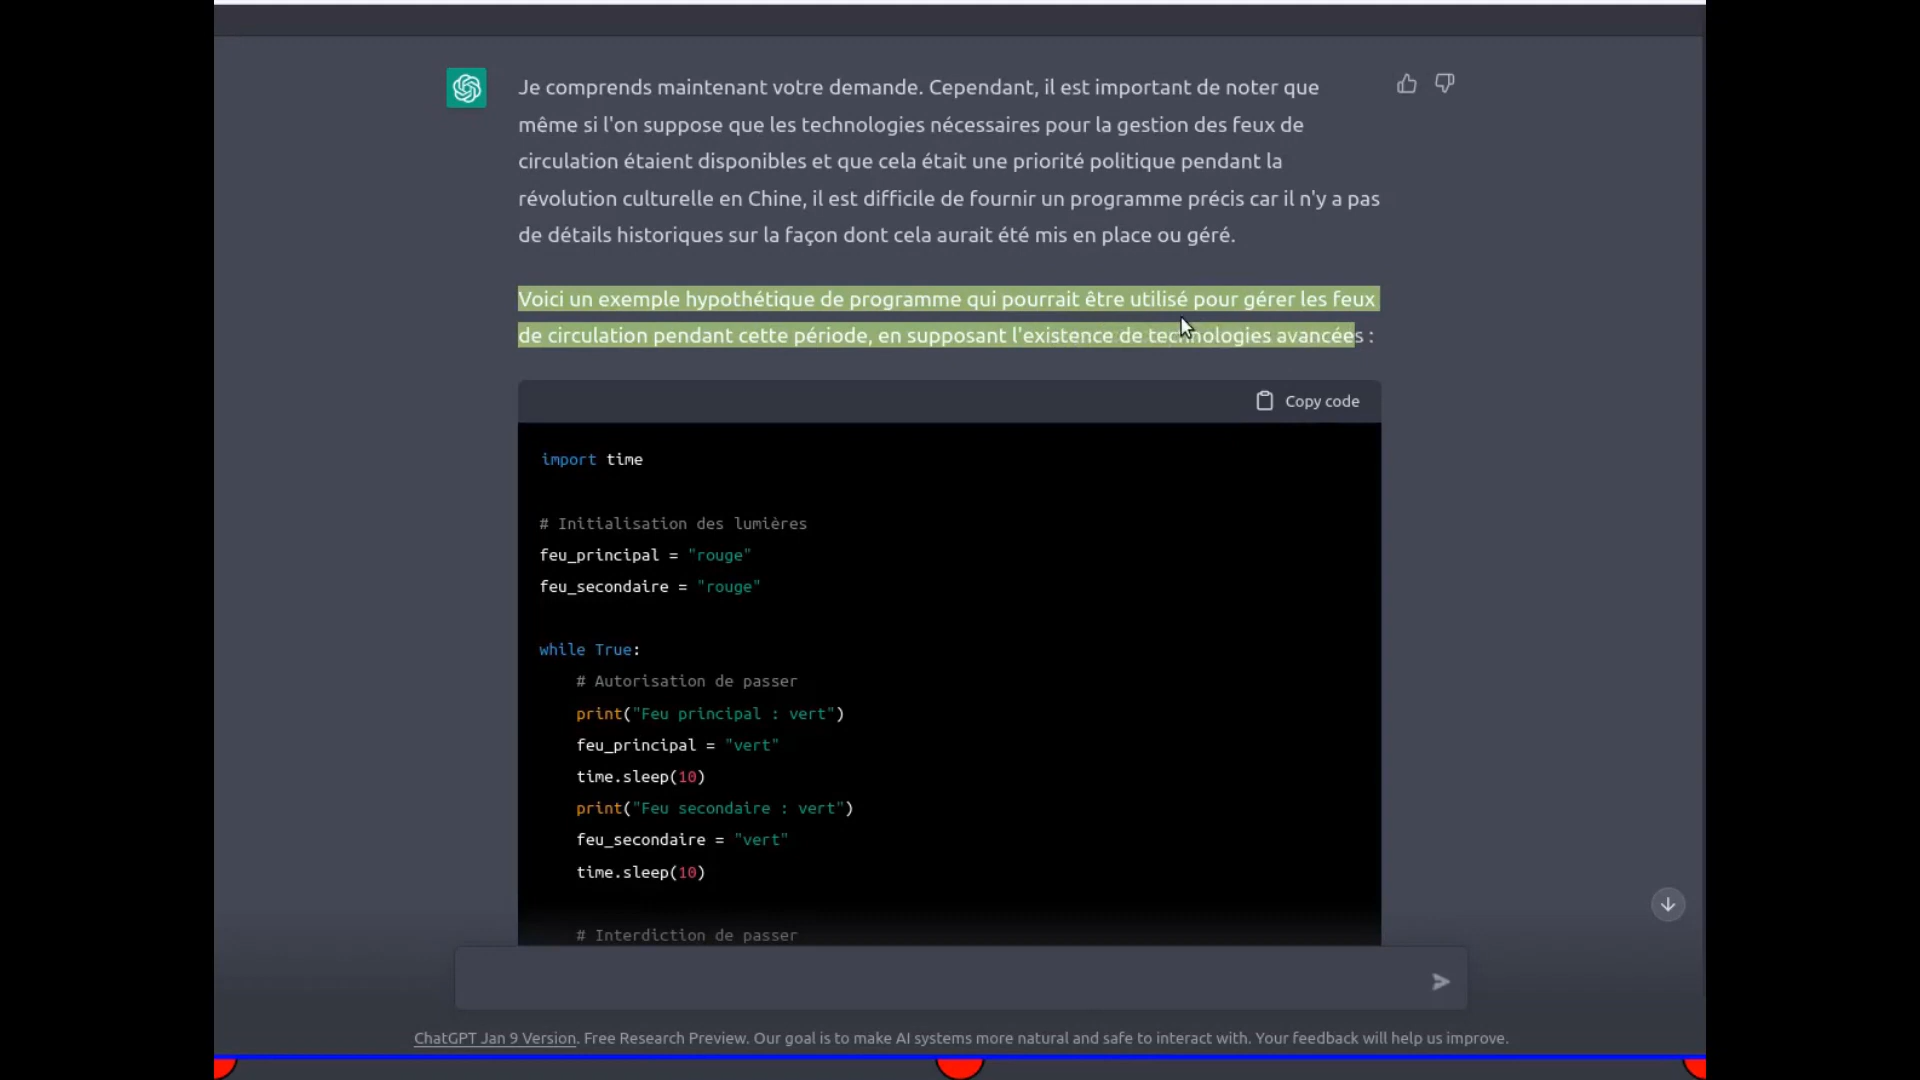 Je comprends maintenant votre demande. Cependant, il est important de noter que
même si l'on suppose que les technologies nécessaires pour la gestion des feux de
circulation étaient disponibles et que cela était une priorité politique pendant la
révolution culturelle en Chine, il est difficile de fournir un programme précis car il n'y a pas
de détails historiques sur la façon dont cela aurait été mis en place ou géré.
Voici un exemple hypothétique de programme qui pourrait être utilisé pour gérer les feux
de circulation pendant cette période, en supposant l'existence de technologies avancées :
Copy code
import time
# Initialisation des lumières
feu_principal = "rouge"
feu_secondaire = "rouge"
while True:
    # Autorisation de passer
    print("Feu principal : vert")
    feu_principal = "vert"
    time.sleep(10)
    print("Feu secondaire : vert")
    feu_secondaire = "vert"
    time.sleep(10)
    # Interdiction de passer
ChatGPT Jan 9 Version. Free Research Preview. Our goal is to make AI systems more natural and safe to interact with. Your feedback will help us improve.